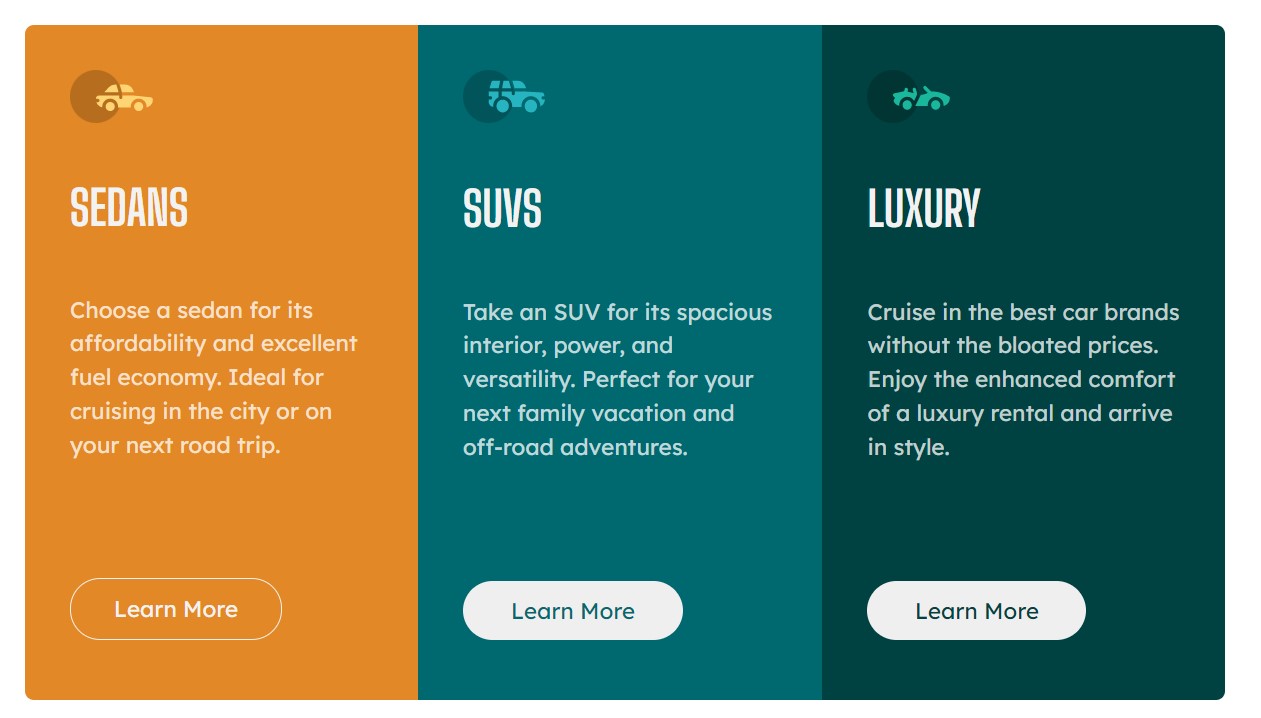 SEDANS
Choose a sedan for its
affordability and excellent
fuel economy. Ideal for
cruising in the city or on
your next road trip.
Learn More
SUVS
Take an SUV for its spacious
interior, power, and
versatility. Perfect for your
next family vacation and
off-road adventures.
Learn More
LUXURY
Cruise in the best car brands
without the bloated prices.
Enjoy the enhanced comfort
of a luxury rental and arrive
in style.
Learn More